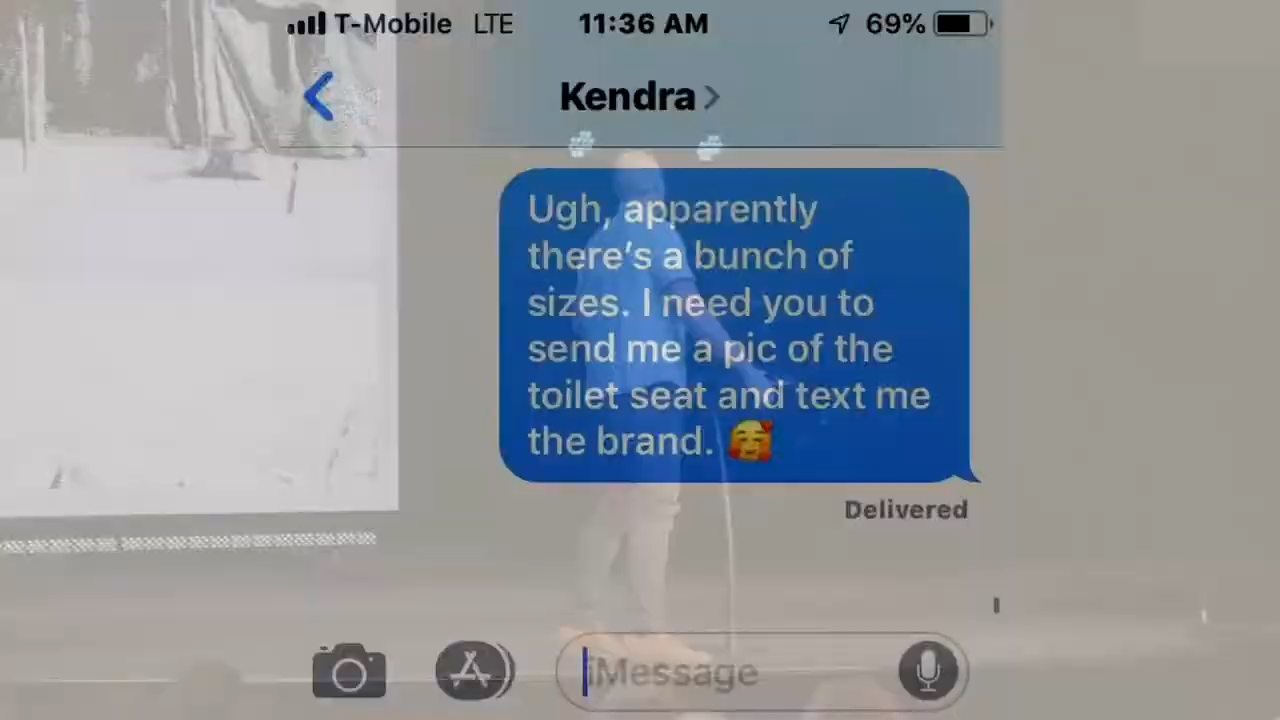 T-Mobile LTE 11:36 AM 69%
Kendra
Ugh, apparently
there's a bunch of
sizes. I need you to
send me a pic of the
toilet seat and text me
the brand. 🥰
Delivered
iMessage